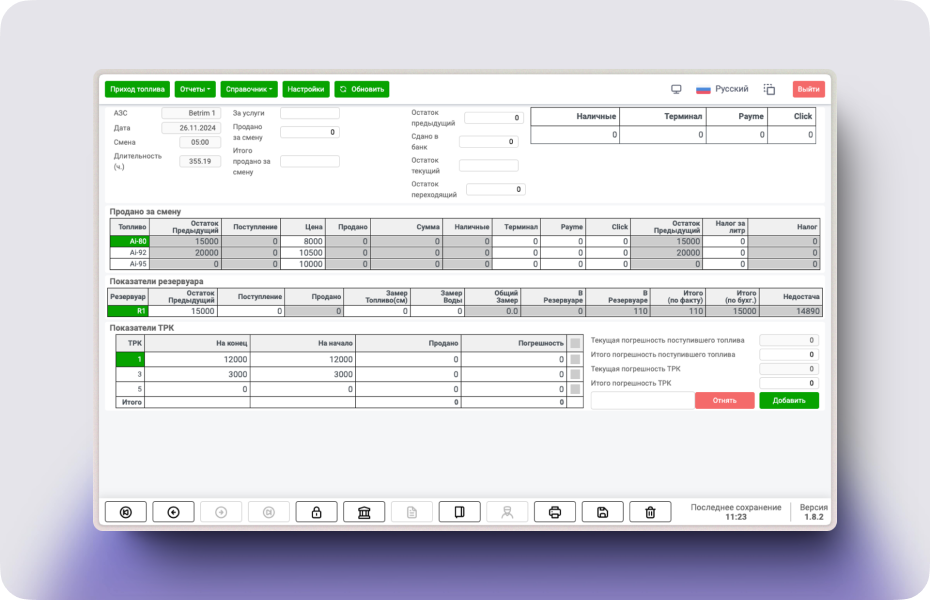 Приход топлива Отчеты Справочник Настройки Обновить Русский Выйти
АЗС Betrim 1
Дата 26.11.2024
Смена 05:00
Длительность (ч.) 355.19
За услуги
Продано за смену 0
Итого продано за смену
Остаток предыдущий 0
Сдано в банк 0
Остаток текущий
Остаток переходящий 0
Наличные Терминал Payme Click
0 0 0 0
Продано за смену
Топливо Остаток Предыдущий Поступление Цена Продано Сумма Наличные Терминал Payme Click Остаток Предыдущий Налог за литр Налог
Ai-80 15000 0 8000 0 0 0 0 0 0 15000 0 0
Ai-92 20000 0 10500 0 0 0 0 0 0 20000 0 0
Ai-95 0 0 10000 0 0 0 0 0 0 0 0 0
Показатели резервуара
Резервуар Остаток Предыдущий Поступление Продано Замер Топливо(см) Замер Воды Общий Замер В Резервуаре В Резервуаре Итого (по факту) Итого (по бухг.) Недостача
R1 15000 0 0 0 0 0.0 0 110 110 15000 14890
Показатели ТРК
ТРК На конец На начало Продано Погрешность
1 12000 12000 0 0
3 3000 3000 0 0
5 0 0 0 0
Итого 0 0
Текущая погрешность поступившего топлива 0
Итого погрешность поступившего топлива 0
Текущая погрешность ТРК 0
Итого погрешность ТРК 0
Отнять Добавить
Последнее сохранение 11:23
Версия 1.8.2